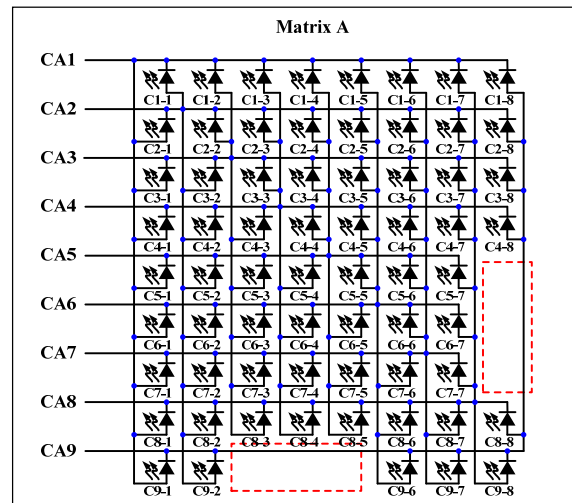 Matrix A
CA1
C1-1 C1-2 C1-3 C1-4 C1-5 C1-6 C1-7 C1-8
CA2
C2-1 C2-2 C2-3 C2-4 C2-5 C2-6 C2-7 C2-8
CA3
C3-1 C3-2 C3-3 C3-4 C3-5 C3-6 C3-7 C3-8
CA4
C4-1 C4-2 C4-3 C4-4 C4-5 C4-6 C4-7 C4-8
CA5
C5-1 C5-2 C5-3 C5-4 C5-5 C5-6 C5-7
CA6
C6-1 C6-2 C6-3 C6-4 C6-5 C6-6 C6-7
CA7
C7-1 C7-2 C7-3 C7-4 C7-5 C7-6 C7-7
CA8
C8-1 C8-2 C8-3 C8-4 C8-5 C8-6 C8-7 C8-8
CA9
C9-1 C9-2 C9-6 C9-7 C9-8